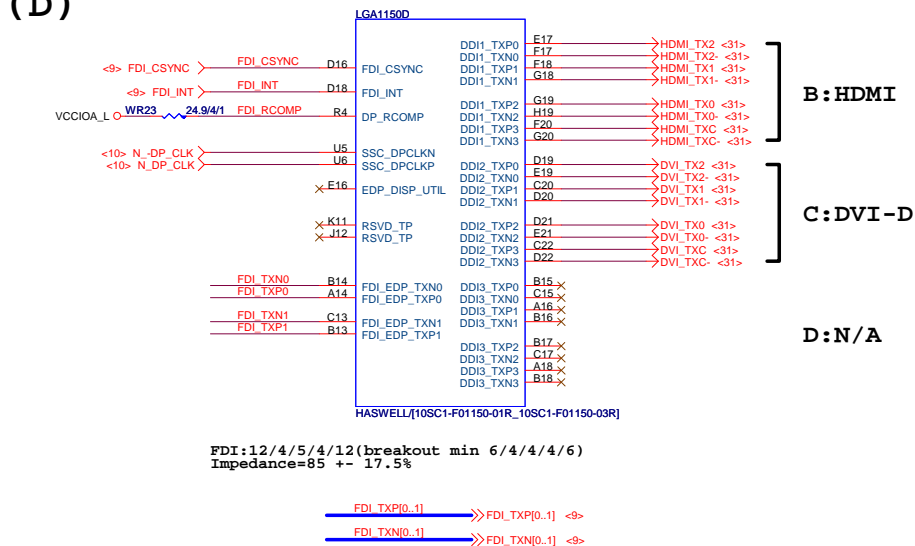 (D)
LGA1150D
<9> FDI_CSYNC FDI_CSYNC D16 FDI_CSYNC
<9> FDI_INT FDI_INT D18 FDI_INT
VCCIOA_L WR23 24.9/4/1 FDI_RCOMP R4 DP_RCOMP
<10> N_-DP_CLK U5 SSC_DPCLKN
<10> N_DP_CLK U6 SSC_DPCLKP
E16 EDP_DISP_UTIL
K11 RSVD_TP
J12 RSVD_TP
FDI_TXN0 B14 FDI_EDP_TXN0
FDI_TXP0 A14 FDI_EDP_TXP0
FDI_TXN1 C13 FDI_EDP_TXN1
FDI_TXP1 B13 FDI_EDP_TXP1
DDI1_TXP0 E17 HDMI_TX2 <31>
DDI1_TXN0 F17 HDMI_TX2- <31>
DDI1_TXP1 F18 HDMI_TX1 <31>
DDI1_TXN1 G18 HDMI_TX1- <31>
DDI1_TXP2 G19 HDMI_TX0 <31>
DDI1_TXN2 H19 HDMI_TX0- <31>
DDI1_TXP3 F20 HDMI_TXC <31>
DDI1_TXN3 G20 HDMI_TXC- <31>
B:HDMI
DDI2_TXP0 D19 DVI_TX2 <31>
DDI2_TXN0 E19 DVI_TX2- <31>
DDI2_TXP1 C20 DVI_TX1 <31>
DDI2_TXN1 D20 DVI_TX1- <31>
DDI2_TXP2 D21 DVI_TX0 <31>
DDI2_TXN2 E21 DVI_TX0- <31>
DDI2_TXP3 C22 DVI_TXC <31>
DDI2_TXN3 D22 DVI_TXC- <31>
C:DVI-D
DDI3_TXP0 B15
DDI3_TXN0 C15
DDI3_TXP1 A16
DDI3_TXN1 B16
DDI3_TXP2 B17
DDI3_TXN2 C17
DDI3_TXP3 A18
DDI3_TXN3 B18
D:N/A
HASWELL/[10SC1-F01150-01R_10SC1-F01150-03R]
FDI:12/4/5/4/12(breakout min 6/4/4/4/6)
Impedance=85 +- 17.5%
FDI_TXP[0..1] FDI_TXP[0..1] <9>
FDI_TXN[0..1] FDI_TXN[0..1] <9>